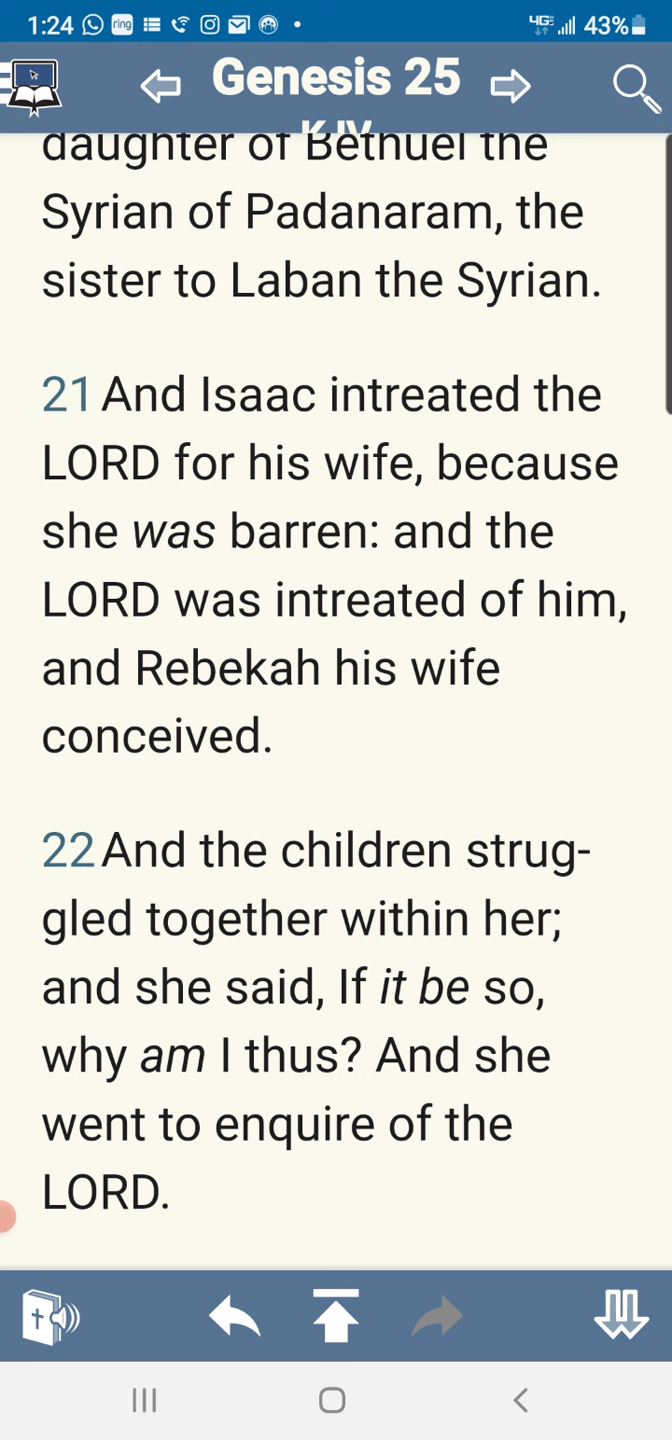 1:24 ring 4GE 43%
Genesis 25
KJV
daughter of Bethuel the
Syrian of Padanaram, the
sister to Laban the Syrian.
21 And Isaac intreated the
LORD for his wife, because
she was barren: and the
LORD was intreated of him,
and Rebekah his wife
conceived.
22 And the children strug-
gled together within her;
and she said, If it be so,
why am I thus? And she
went to enquire of the
LORD.